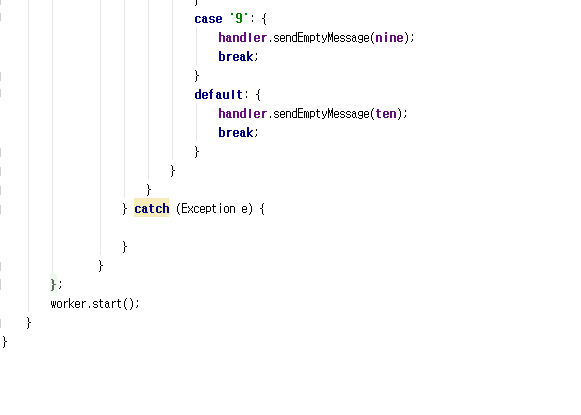 }
case '9': {
handler.sendEmptyMessage(nine);
break;
}
default: {
handler.sendEmptyMessage(ten);
break;
}
}
}
} catch (Exception e) {
}
}
};
worker.start();
}
}